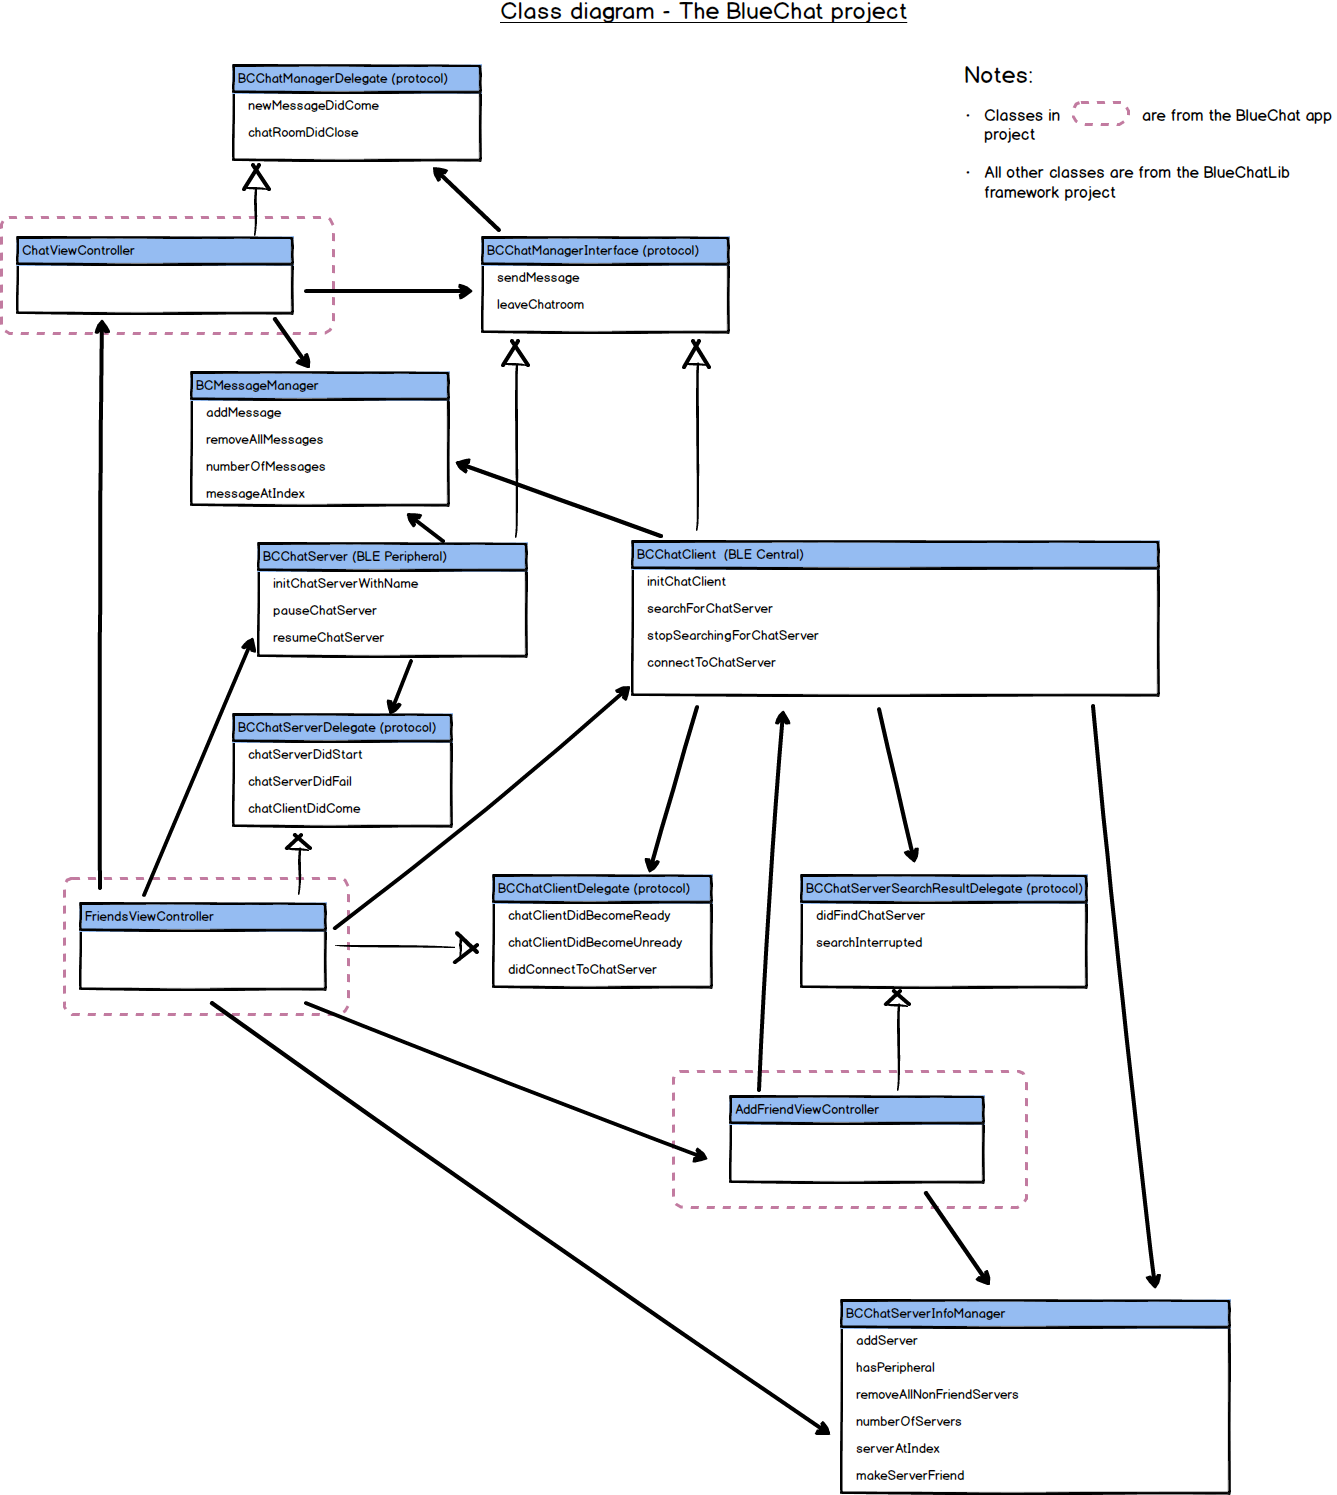 Class diagram - The BlueChat project
Notes:
· Classes in are from the BlueChat app
project
· All other classes are from the BlueChatLib
framework project
BCChatManagerDelegate (protocol)
newMessageDidCome
chatRoomDidClose
ChatViewController
BCChatManagerInterface (protocol)
sendMessage
leaveChatroom
BCMessageManager
addMessage
removeAllMessages
numberOfMessages
messageAtIndex
BCChatServer (BLE Peripheral)
initChatServerWithName
pauseChatServer
resumeChatServer
BCChatClient (BLE Central)
initChatClient
searchForChatServer
stopSearchingForChatServer
connectToChatServer
BCChatServerDelegate (protocol)
chatServerDidStart
chatServerDidFail
chatClientDidCome
FriendsViewController
BCChatClientDelegate (protocol)
chatClientDidBecomeReady
chatClientDidBecomeUnready
didConnectToChatServer
BCChatServerSearchResultDelegate (protocol)
didFindChatServer
searchInterrupted
AddFriendViewController
BCChatServerInfoManager
addServer
hasPeripheral
removeAllNonFriendServers
numberOfServers
serverAtIndex
makeServerFriend